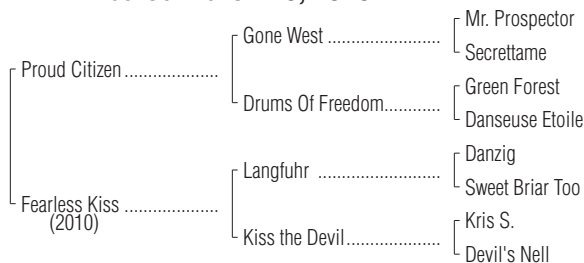 Mr. Prospector
Gone West
Secrettame
Proud Citizen
Green Forest
Drums Of Freedom
Danseuse Etoile
Danzig
Langfuhr
Sweet Briar Too
Fearless Kiss
(2010)
Kris S.
Kiss the Devil
Devil's Nell